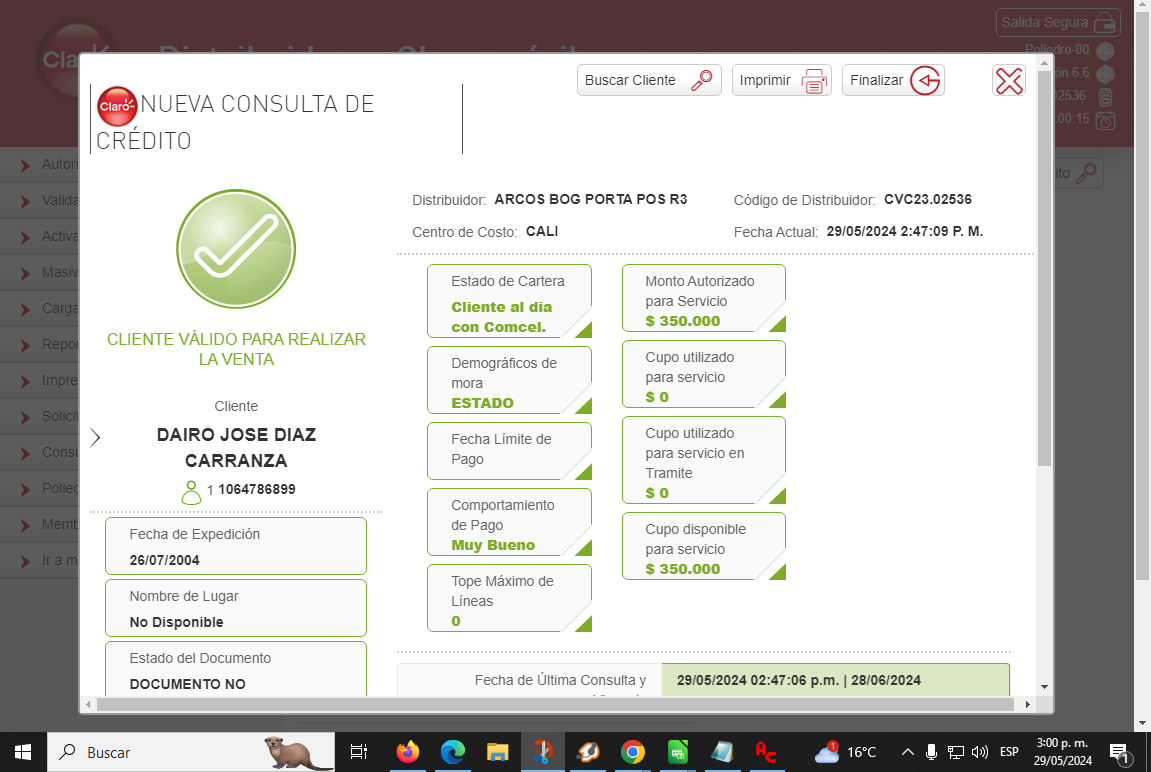 Salida Segura
Poliedro-00
ón 6.6
02536
:00:15
Buscar Cliente
Imprimir
Finalizar
Claro
NUEVA CONSULTA DE
CRÉDITO
Autori
Valida
Activa
Masiv
Carga
Repor
Impre
Solicit
Const
Polied
Memb
Ir a m
ito
CLIENTE VÁLIDO PARA REALIZAR
LA VENTA
Cliente
DAIRO JOSE DIAZ
CARRANZA
1 1064786899
Fecha de Expedición
26/07/2004
Nombre de Lugar
No Disponible
Estado del Documento
DOCUMENTO NO
Distribuidor: ARCOS BOG PORTA POS R3
Código de Distribuidor: CVC23.02536
Centro de Costo: CALI
Fecha Actual: 29/05/2024 2:47:09 P. M.
Estado de Cartera
Cliente al dia
con Comcel.
Demográficos de
mora
ESTADO
Fecha Límite de
Pago
Comportamiento
de Pago
Muy Bueno
Tope Máximo de
Líneas
0
Monto Autorizado
para Servicio
$ 350.000
Cupo utilizado
para servicio
$ 0
Cupo utilizado
para servicio en
Tramite
$ 0
Cupo disponible
para servicio
$ 350.000
Fecha de Última Consulta y
29/05/2024 02:47:06 p.m. | 28/06/2024
Buscar
1
16°C
ESP
3:00 p. m.
29/05/2024
1